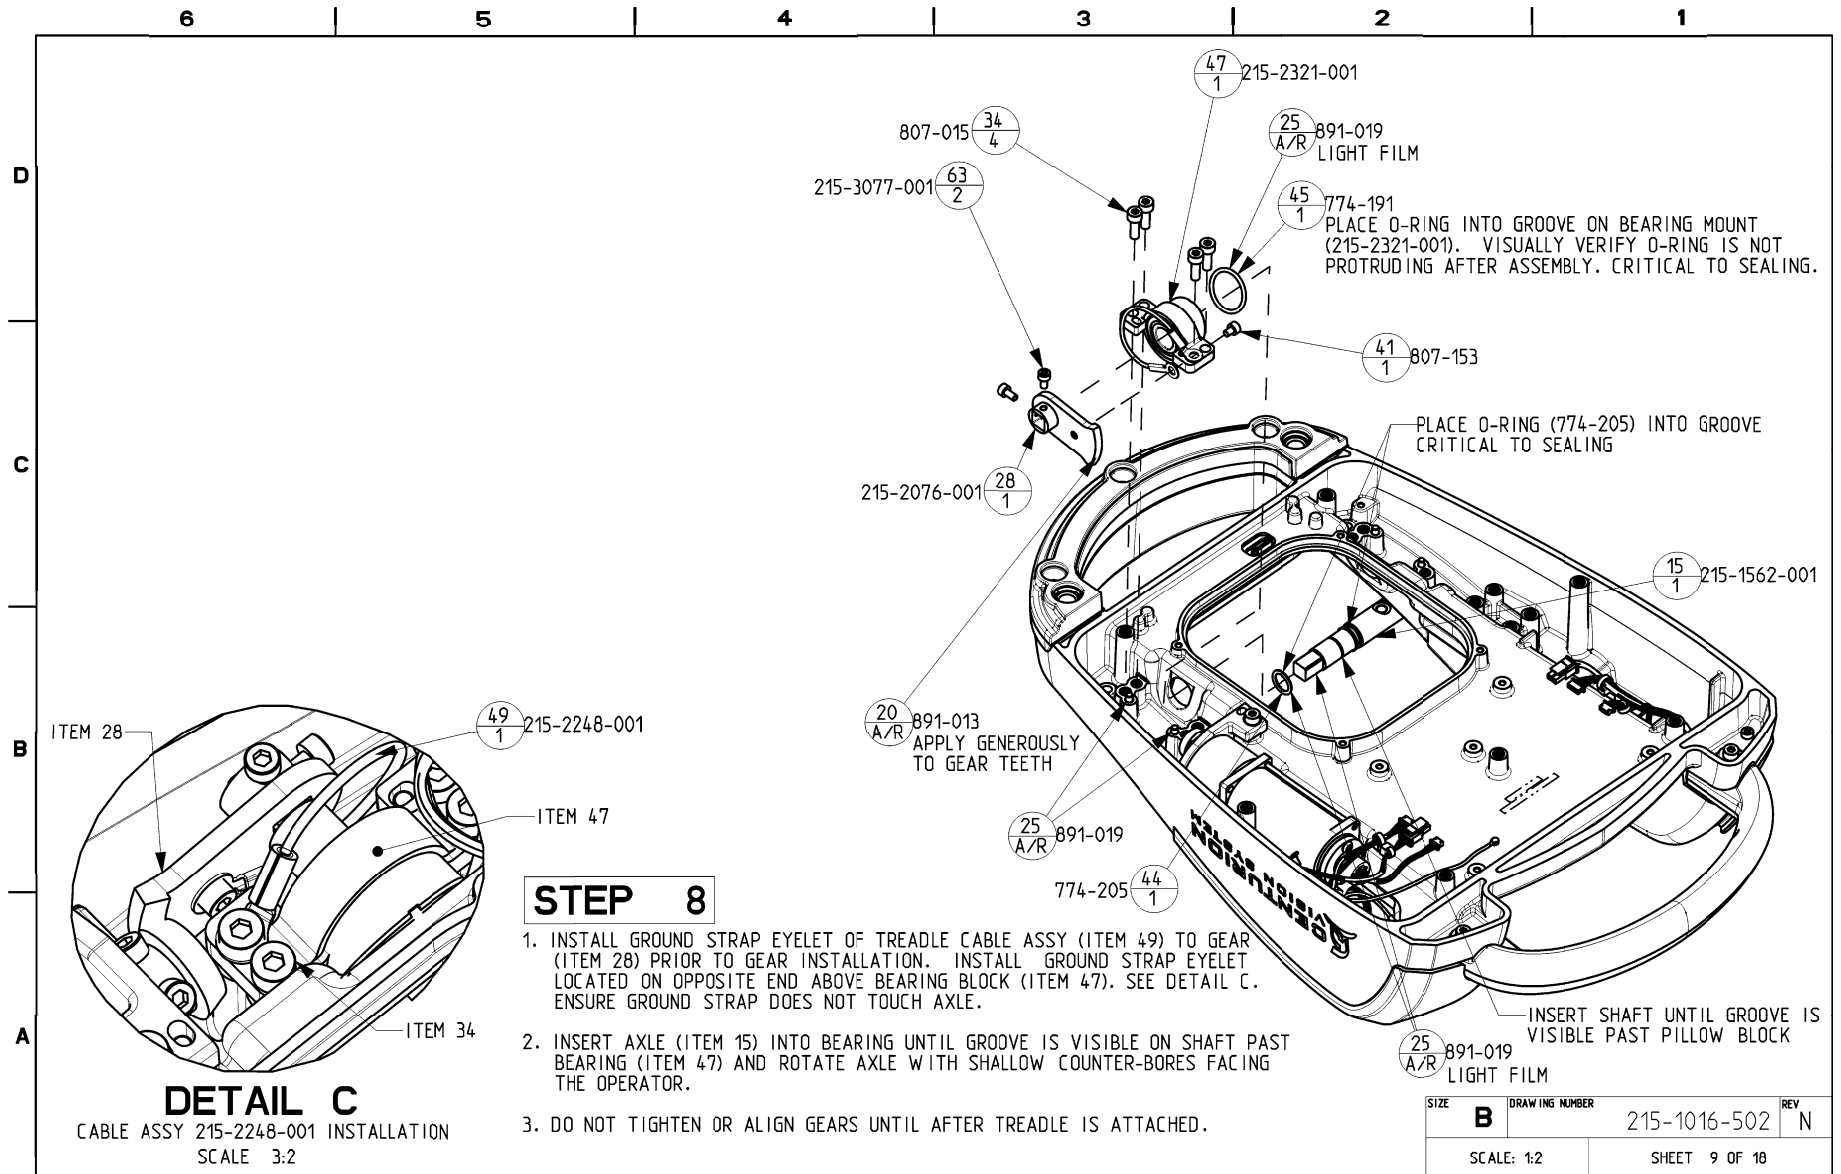 6 5 4 3 2 1
D
C
B
A
47
1
215-2321-001
807-015
34
4
25
A/R
891-019
LIGHT FILM
215-3077-001
63
2
45
1
774-191
PLACE O-RING INTO GROOVE ON BEARING MOUNT
(215-2321-001). VISUALLY VERIFY O-RING IS NOT
PROTRUDING AFTER ASSEMBLY. CRITICAL TO SEALING.
41
1
807-153
PLACE O-RING (774-205) INTO GROOVE
CRITICAL TO SEALING
215-2076-001
28
1
15
1
215-1562-001
20
A/R
891-013
APPLY GENEROUSLY
TO GEAR TEETH
25
A/R
891-019
774-205
44
1
CENTURION
VISION
SYSTEM
INSERT SHAFT UNTIL GROOVE IS
VISIBLE PAST PILLOW BLOCK
25
A/R
891-019
LIGHT FILM
ITEM 28
49
1
215-2248-001
ITEM 47
ITEM 34
DETAIL C
CABLE ASSY 215-2248-001 INSTALLATION
SCALE 3:2
STEP 8
1. INSTALL GROUND STRAP EYELET OF TREADLE CABLE ASSY (ITEM 49) TO GEAR
(ITEM 28) PRIOR TO GEAR INSTALLATION. INSTALL GROUND STRAP EYELET
LOCATED ON OPPOSITE END ABOVE BEARING BLOCK (ITEM 47). SEE DETAIL C.
ENSURE GROUND STRAP DOES NOT TOUCH AXLE.
2. INSERT AXLE (ITEM 15) INTO BEARING UNTIL GROOVE IS VISIBLE ON SHAFT PAST
BEARING (ITEM 47) AND ROTATE AXLE WITH SHALLOW COUNTER-BORES FACING
THE OPERATOR.
3. DO NOT TIGHTEN OR ALIGN GEARS UNTIL AFTER TREADLE IS ATTACHED.
SIZE
B
DRAWING NUMBER
215-1016-502
REV
N
SCALE: 1:2
SHEET 9 OF 18